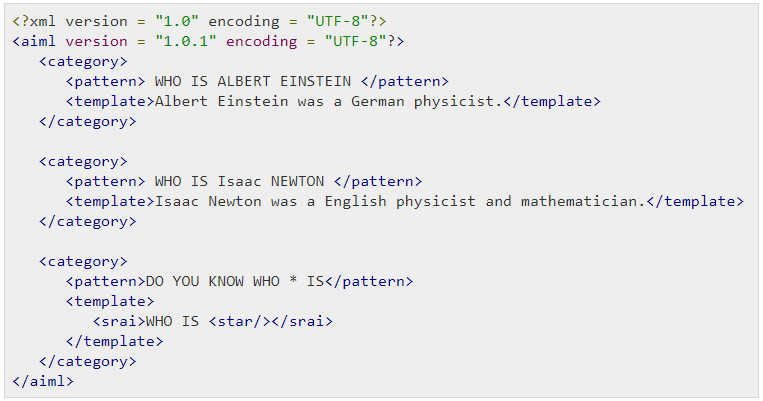 <?xml version = "1.0" encoding = "UTF-8"?>
<aiml version = "1.0.1" encoding = "UTF-8"?>
<category>
<pattern> WHO IS ALBERT EINSTEIN </pattern>
<template>Albert Einstein was a German physicist.</template>
</category>
<category>
<pattern> WHO IS Isaac NEWTON </pattern>
<template>Isaac Newton was a English physicist and mathematician.</template>
</category>
<category>
<pattern>DO YOU KNOW WHO * IS</pattern>
<template>
<srai>WHO IS <star/></srai>
</template>
</category>
</aiml>